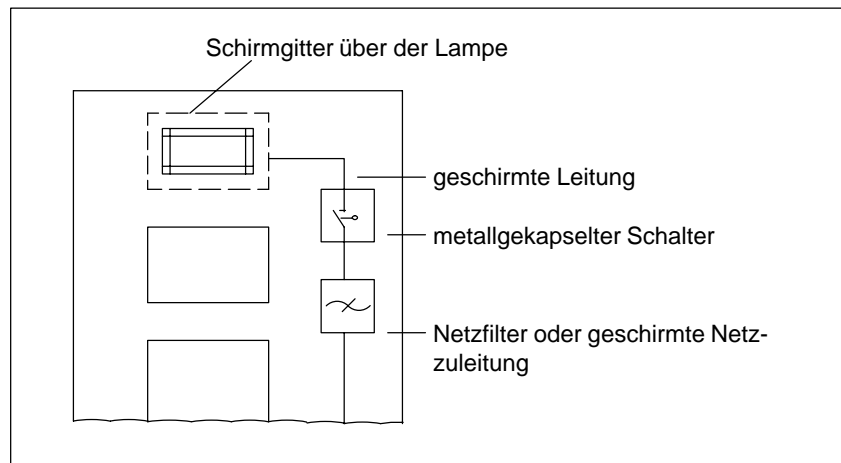 Schirmgitter über der Lampe
geschirmte Leitung
metallgekapselter Schalter
Netzfilter oder geschirmte Netz-
zuleitung